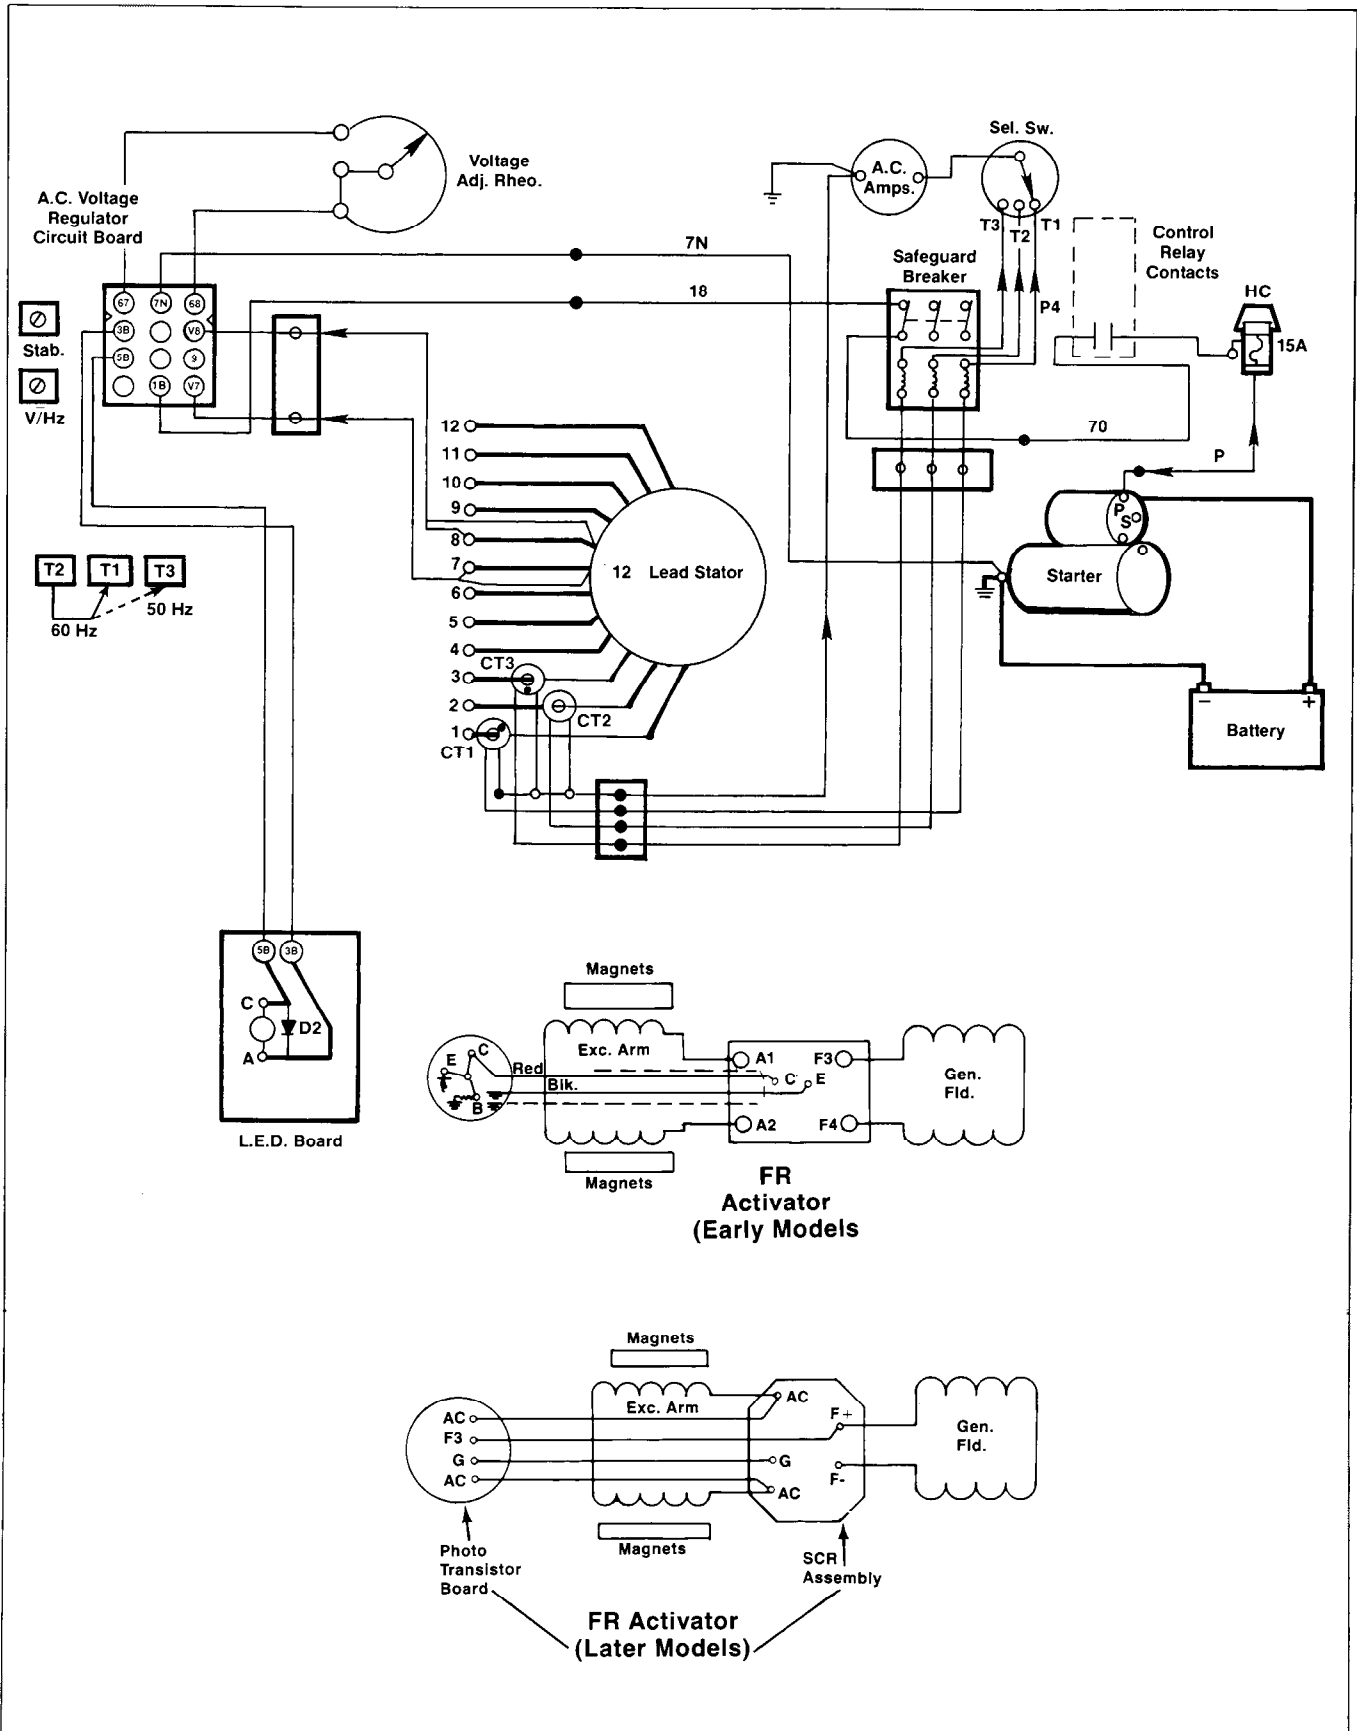 Sel. Sw.
Voltage
Adj. Rheo.
A.C.
Amps.
A.C. Voltage
Regulator
Circuit Board
T3 T2 T1
Control
Relay
Contacts
7N
Safeguard
Breaker
HC
18
P4
67 7N 68
3B V8
5B 9
1B V7
15A
Stab.
V/Hz
12
11
10
9
8
7
6
5
4
3
2
1
70
P
P
S
12 Lead Stator
Starter
T2 T1 T3
50 Hz
60 Hz
CT3
CT2
CT1
- +
Battery
5B 3B
C
D2
A
L.E.D. Board
Magnets
Exc. Arm
A1 F3
E C
Red
C E
Blk.
B
Gen.
Fld.
A2 F4
Magnets
FR
Activator
(Early Models
Magnets
AC
Exc. Arm
AC
F+
F3
Gen.
Fld.
G
G
F-
AC
AC
Magnets
Photo
Transistor
Board
SCR
Assembly
FR Activator
(Later Models)